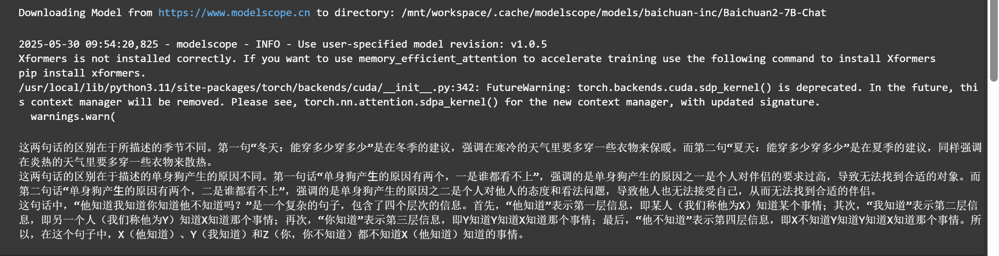 Downloading Model from https://www.modelscope.cn to directory: /mnt/workspace/.cache/modelscope/models/baichuan-inc/Baichuan2-7B-Chat
2025-05-30 09:54:20,825 - modelscope - INFO - Use user-specified model revision: v1.0.5
Xformers is not installed correctly. If you want to use memory_efficient_attention to accelerate training use the following command to install Xformers
pip install xformers.
/usr/local/lib/python3.11/site-packages/torch/backends/cuda/__init__.py:342: FutureWarning: torch.backends.cuda.sdp_kernel() is deprecated. In the future, thi
s context manager will be removed. Please see, torch.nn.attention.sdpa_kernel() for the new context manager, with updated signature.
  warnings.warn(
这两句话的区别在于所描述的季节不同。第一句“冬天：能穿多少穿多少”是在冬季的建议，强调在寒冷的天气里要多穿一些衣物来保暖。而第二句“夏天：能穿多少穿多少”是在夏季的建议，同样强调
在炎热的天气里要多穿一些衣物来散热。
这两句话的区别在于描述的单身狗产生的原因不同。第一句话“单身狗产生的原因有两个，一是谁都看不上”，强调的是单身狗产生的原因之一是个人对伴侣的要求过高，导致无法找到合适的对象。而
第二句话“单身狗产生的原因有两个，二是谁都看不上”，强调的是单身狗产生的原因之二是个人对他人的态度和看法问题，导致他人也无法接受自己，从而无法找到合适的伴侣。
这句话中，“他知道我知道你知道他不知道吗？”是一个复杂的句子，包含了四个层次的信息。首先，“他知道”表示第一层信息，即某人（我们称他为X）知道某个事情；其次，“我知道”表示第二层信
息，即另一个人（我们称他为Y）知道X知道那个事情；再次，“你知道”表示第三层信息，即Y知道Y知道X知道那个事情；最后，“他不知道”表示第四层信息，即X不知道Y知道Y知道X知道那个事情。所
以，在这个句子中，X（他知道）、Y（我知道）和Z（你，你不知道）都不知道X（他知道）知道的事情。